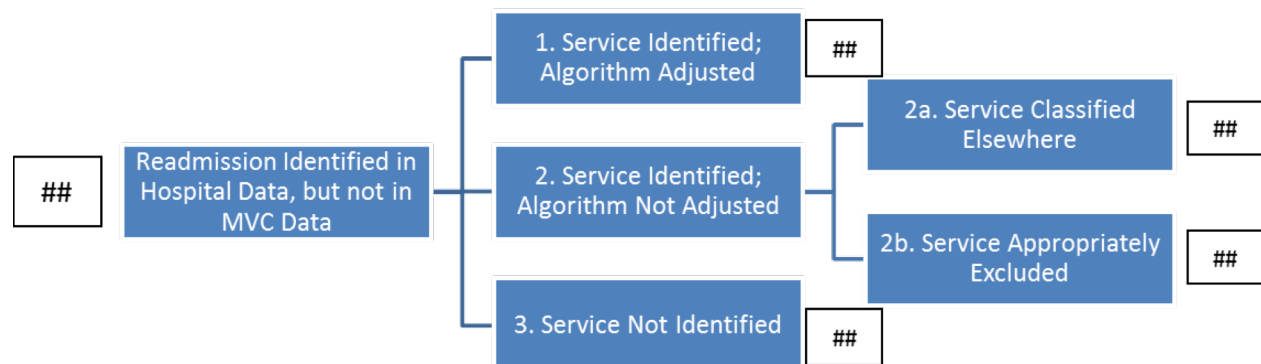 ##
Readmission Identified in
Hospital Data, but not in
MVC Data
1. Service Identified;
Algorithm Adjusted
##
2. Service Identified;
Algorithm Not Adjusted
2a. Service Classified
Elsewhere
##
2b. Service Appropriately
Excluded
##
3. Service Not Identified
##